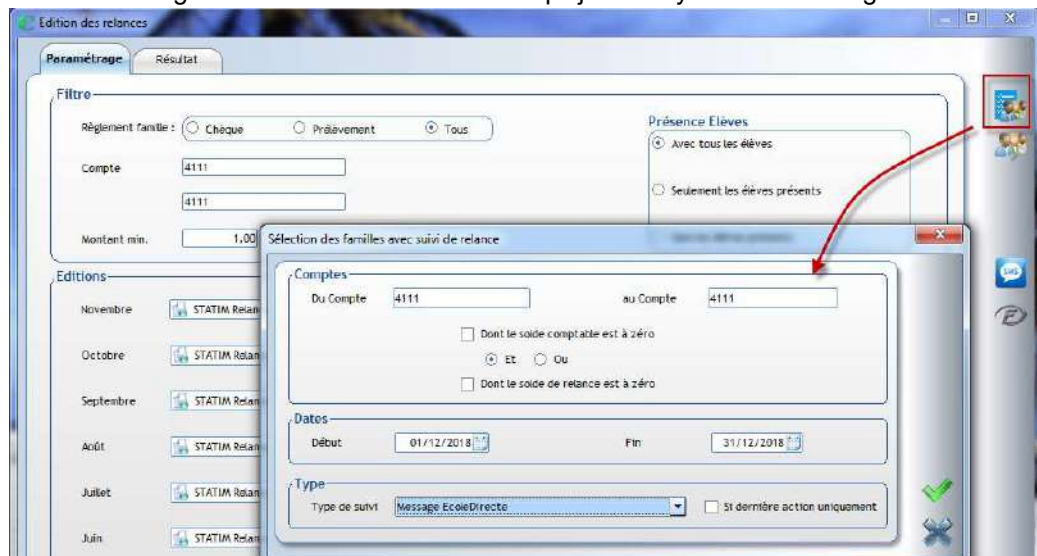 Edition des relances
Paramétrage Résultat
Filtre
Règlement famille : Chèque Prélèvement Tous
Présence Elèves
Avec tous les élèves
Compte 4111
Seulement les élèves présents
4111
Montant min. 1,00
Sélection des familles avec suivi de relance
Comptes
Du Compte 4111 au Compte 4111
Dont le solde comptable est à zéro
Et Ou
Dont le solde de relance est à zéro
Dates
Début 01/12/2018 Fin 31/12/2018
Type
Type de suivi Message EcoleDirecte Si dernière action uniquement
Editions
Novembre STATIM Relan
Octobre STATIM Relan
Septembre STATIM Relan
Août STATIM Relan
Juillet STATIM Relan
Juin STATIM Relan
SMS